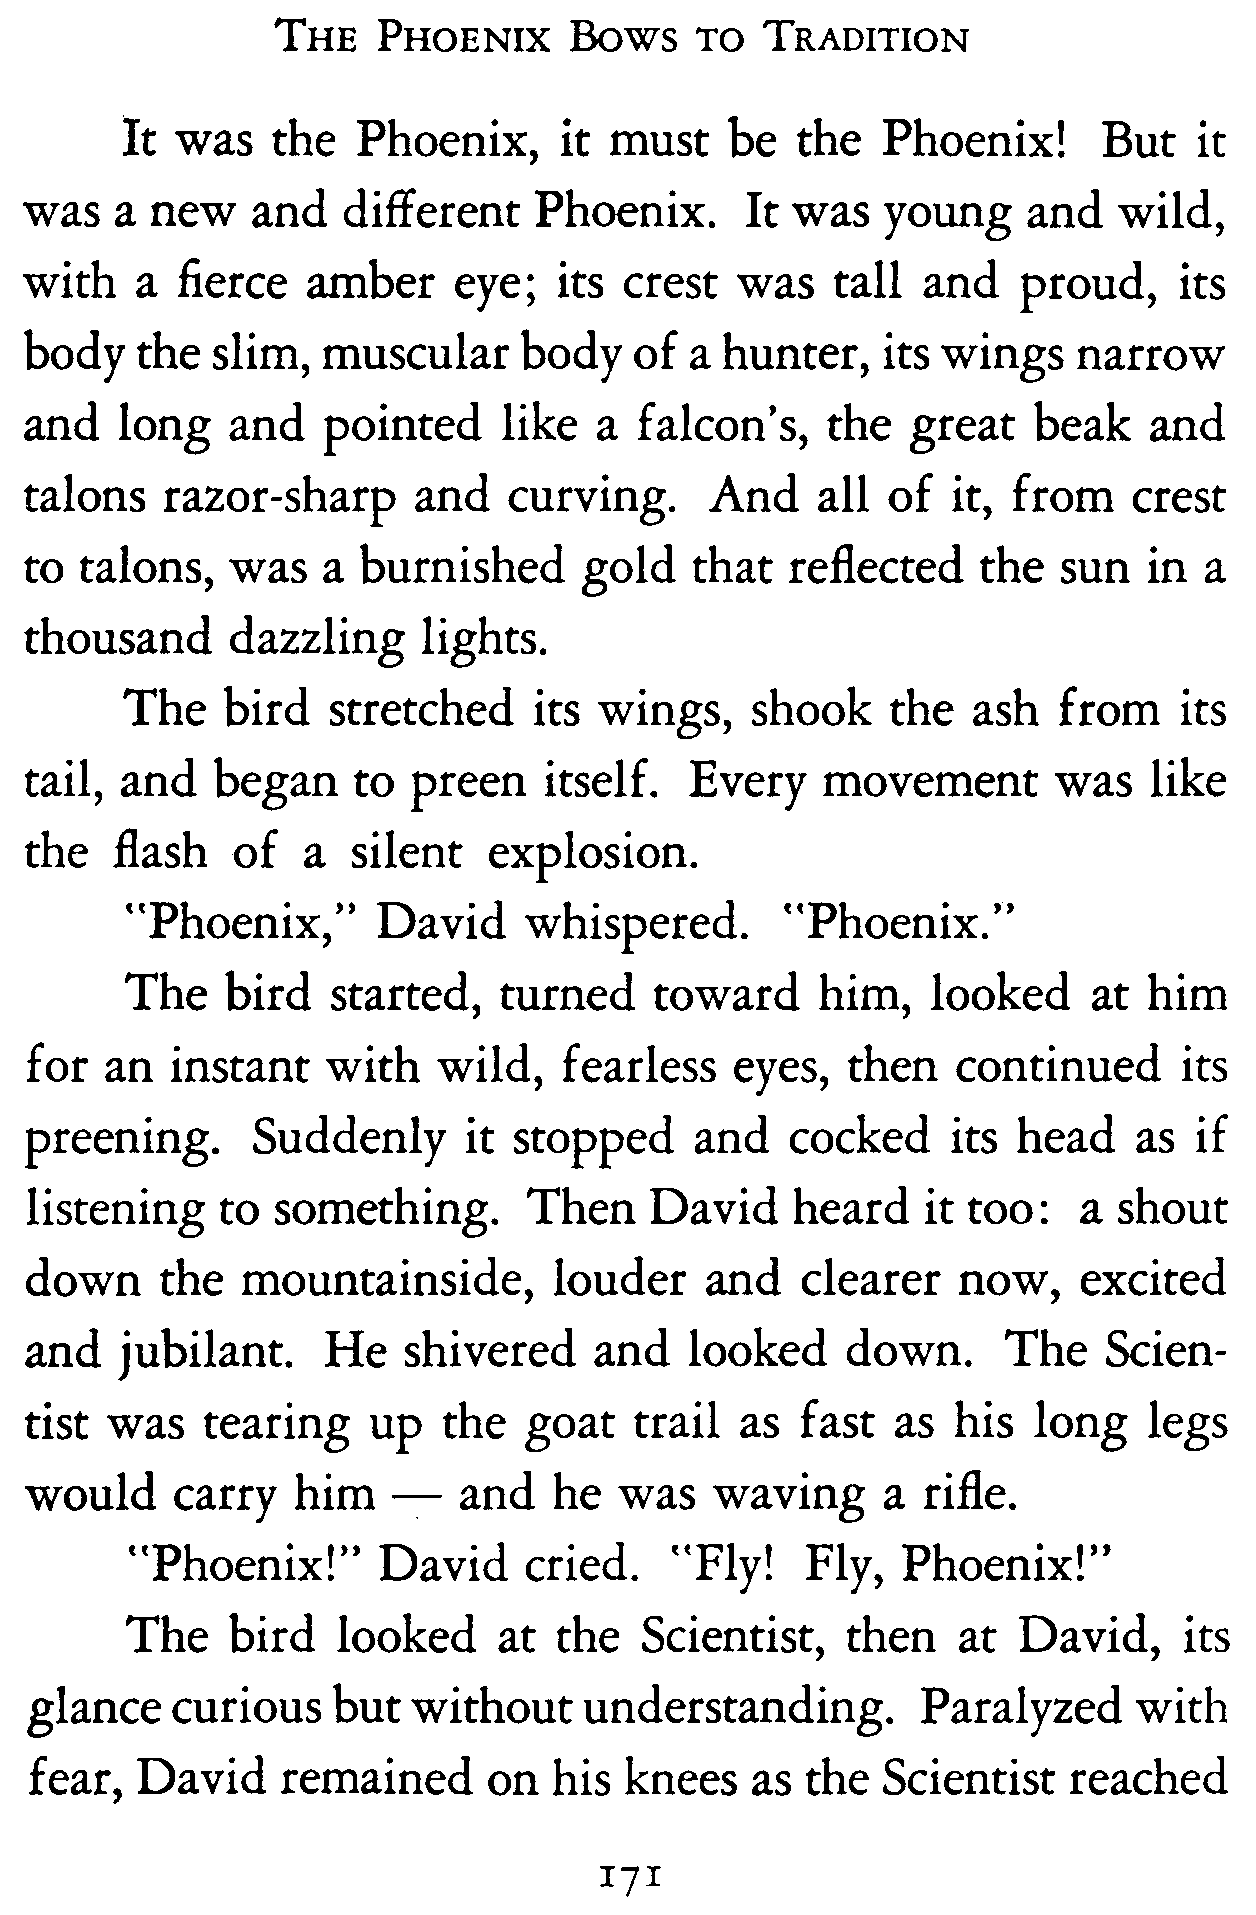 The Phoenix Bows to Tradition
It was the Phoenix, it must be the Phoenix! But it
was a new and different Phoenix. It was young and wild,
with a fierce amber eye; its crest was tall and proud, its
body the slim, muscular body of a hunter, its wings narrow
and long and pointed like a falcon's, the great beak and
talons razor-sharp and curving. And all of it, from crest
to talons, was a burnished gold that reflected the sun in a
thousand dazzling lights.
The bird stretched its wings, shook the ash from its
tail, and began to preen itself. Every movement was like
the flash of a silent explosion.
"Phoenix," David whispered. "Phoenix."
The bird started, turned toward him, looked at him
for an instant with wild, fearless eyes, then continued its
preening. Suddenly it stopped and cocked its head as if
listening to something. Then David heard it too: a shout
down the mountainside, louder and clearer now, excited
and jubilant. He shivered and looked down. The Scien-
tist was tearing up the goat trail as fast as his long legs
would carry him — and he was waving a rifle.
"Phoenix!" David cried. "Fly! Fly, Phoenix!"
The bird looked at the Scientist, then at David, its
glance curious but without understanding. Paralyzed with
fear, David remained on his knees as the Scientist reached
171